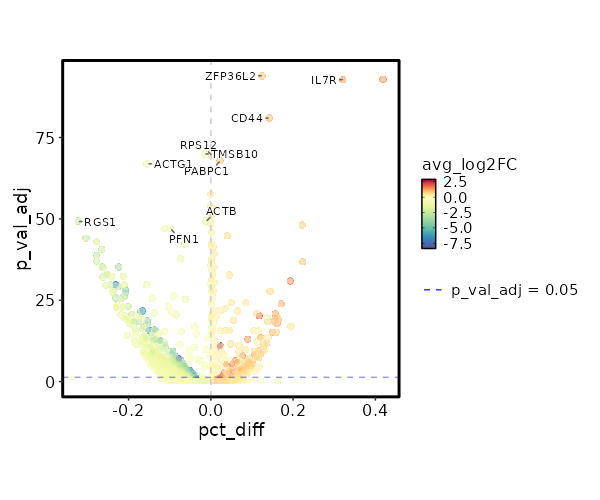 ZFP36L2
IL7R
CD44
RPS12
TMSB10
ACTG1
PABPC1
ACTB
RGS1
PFN1
75
50
25
0
p_val_adj
-0.2
0.0
0.2
0.4
pct_diff
avg_log2FC
2.5
0.0
-2.5
-5.0
-7.5
p_val_adj = 0.05